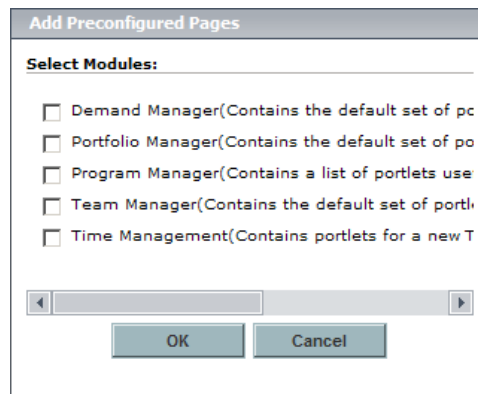 Add Preconfigured Pages
Select Modules:
Demand Manager(Contains the default set of
Portfolio Manager(Contains the default set of
Program Manager(Contains a list of portlets
Team Manager(Contains the default set of
Time Management(Contains portlets for a new
OK
Cancel